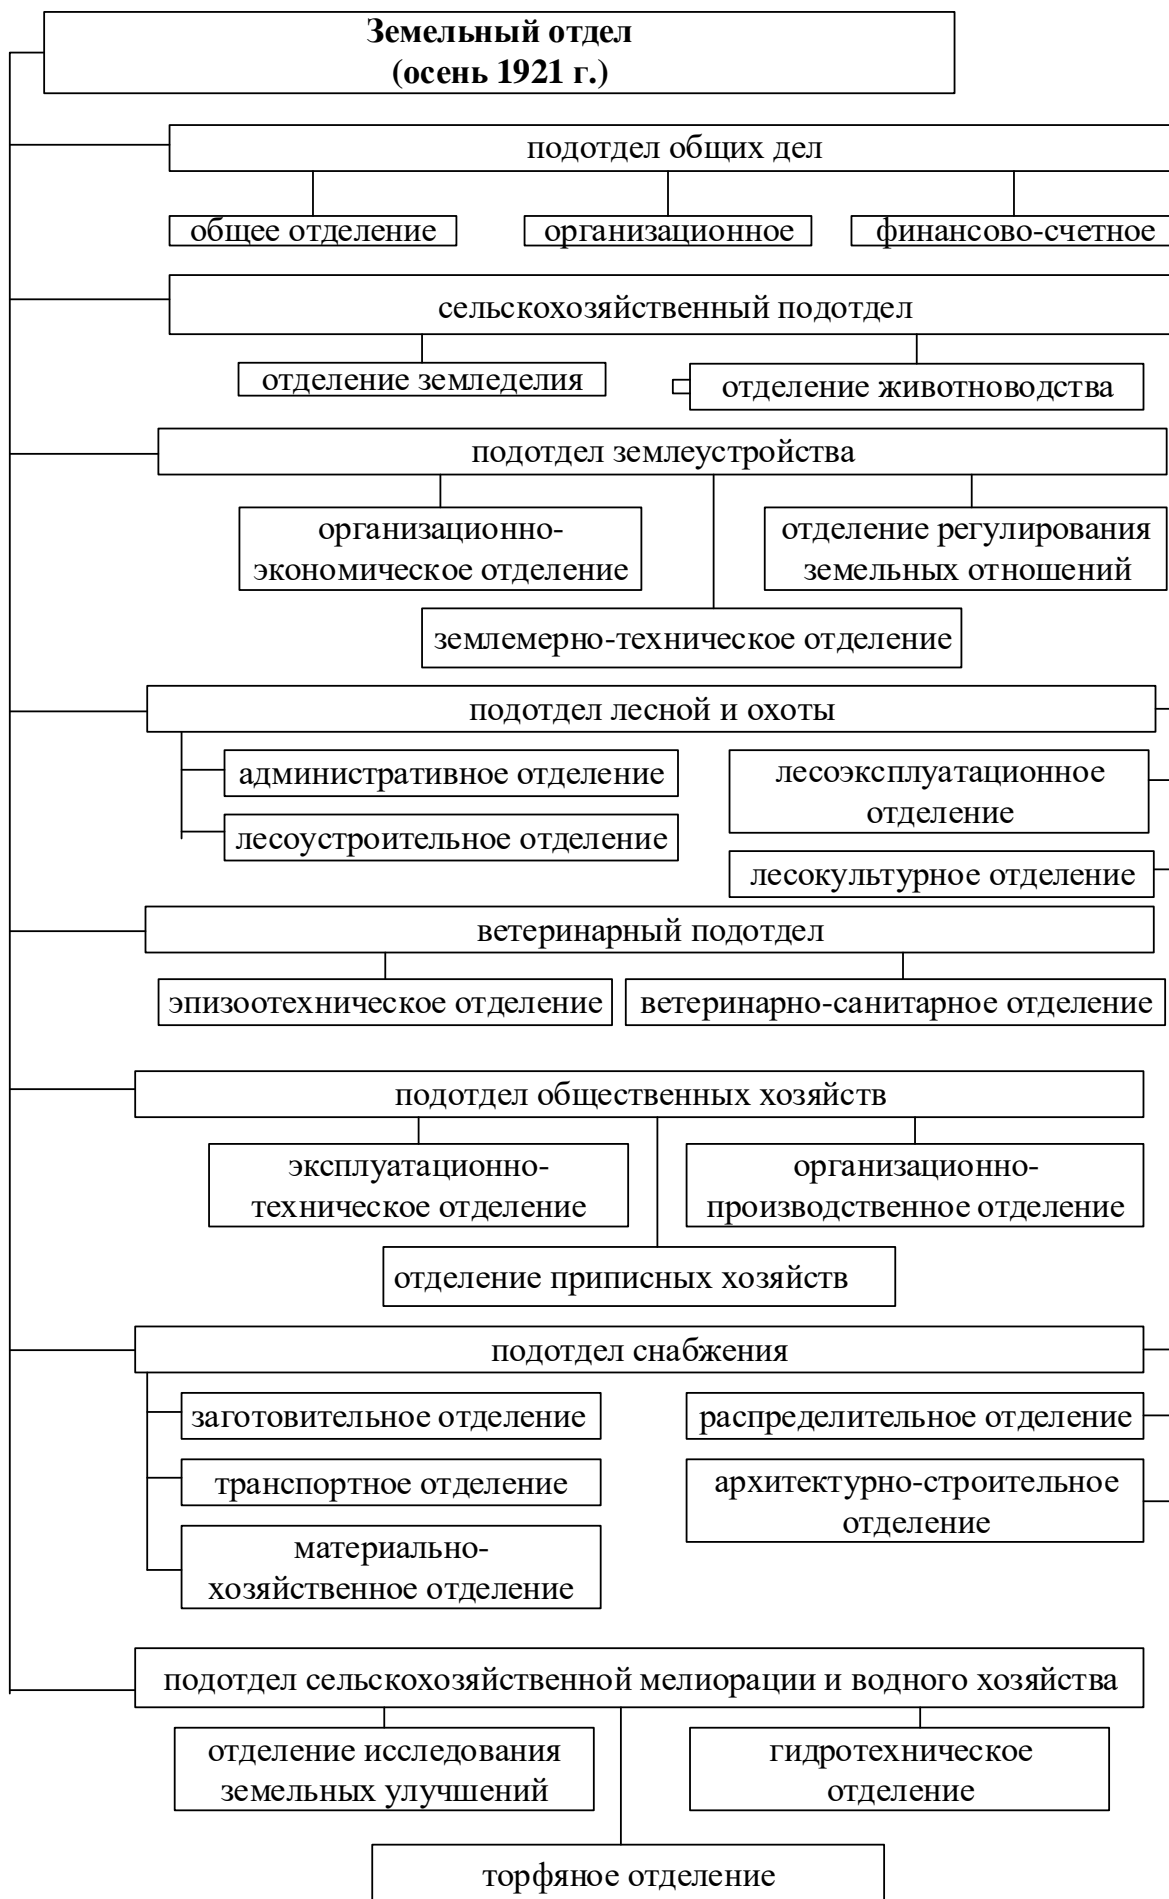 Земельный отдел
(осень 1921 г.)
подотдел общих дел
общее отделение
организационное
финансово-счетное
сельскохозяйственный подотдел
отделение земледелия
отделение животноводства
подотдел землеустройства
организационно-
экономическое отделение
отделение регулирования
земельных отношений
землемерно-техническое отделение
подотдел лесной и охоты
административное отделение
лесоустроительное отделение
лесоэксплуатационное
отделение
лесокультурное отделение
ветеринарный подотдел
эпизоотехническое отделение
ветеринарно-санитарное отделение
подотдел общественных хозяйств
эксплуатационно-
техническое отделение
организационно-
производственное отделение
отделение приписных хозяйств
подотдел снабжения
заготовительное отделение
транспортное отделение
материально-
хозяйственное отделение
распределительное отделение
архитектурно-строительное
отделение
подотдел сельскохозяйственной мелиорации и водного хозяйства
отделение исследования
земельных улучшений
гидротехническое
отделение
торфяное отделение